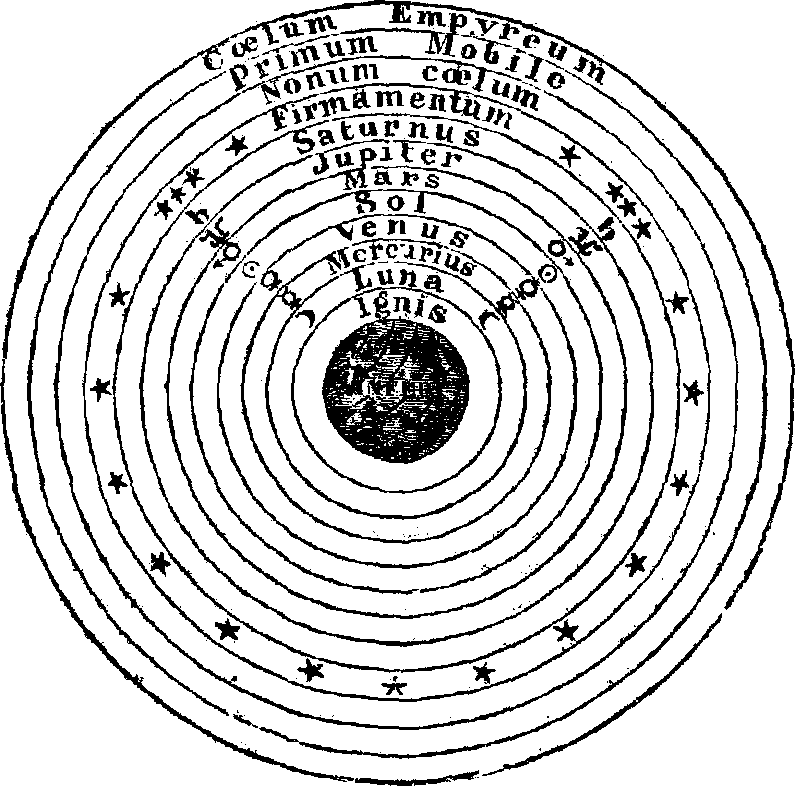 Cœlum Empyreum
Primum Mobile
Nonum cœlum
Firmamentum
Saturnus
Jupiter
Mars
Sol
Venus
Mercurius
Luna
Ignis